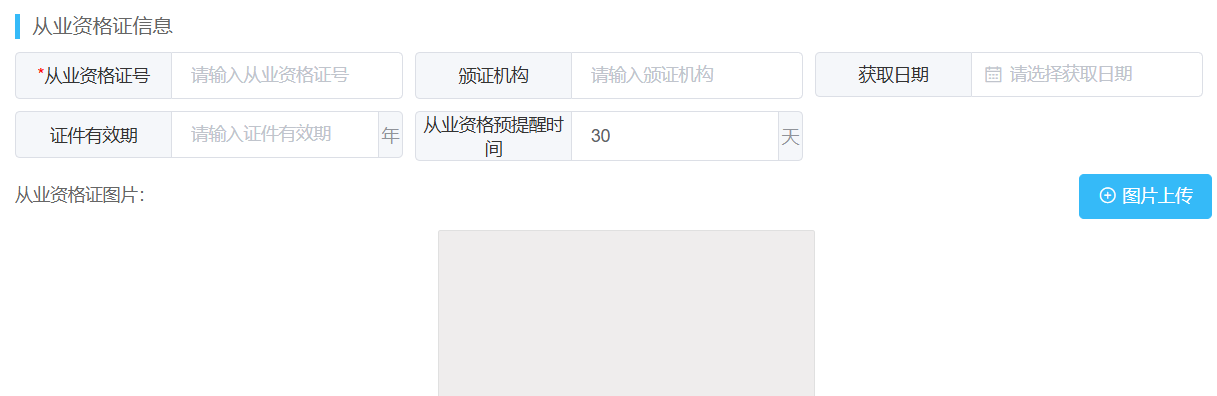 从业资格证信息
*从业资格证号 请输入从业资格证号 颁证机构 请输入颁证机构 获取日期 请选择获取日期
证件有效期 请输入证件有效期 年 从业资格预提醒时 30 天
间
从业资格证图片: 图片上传